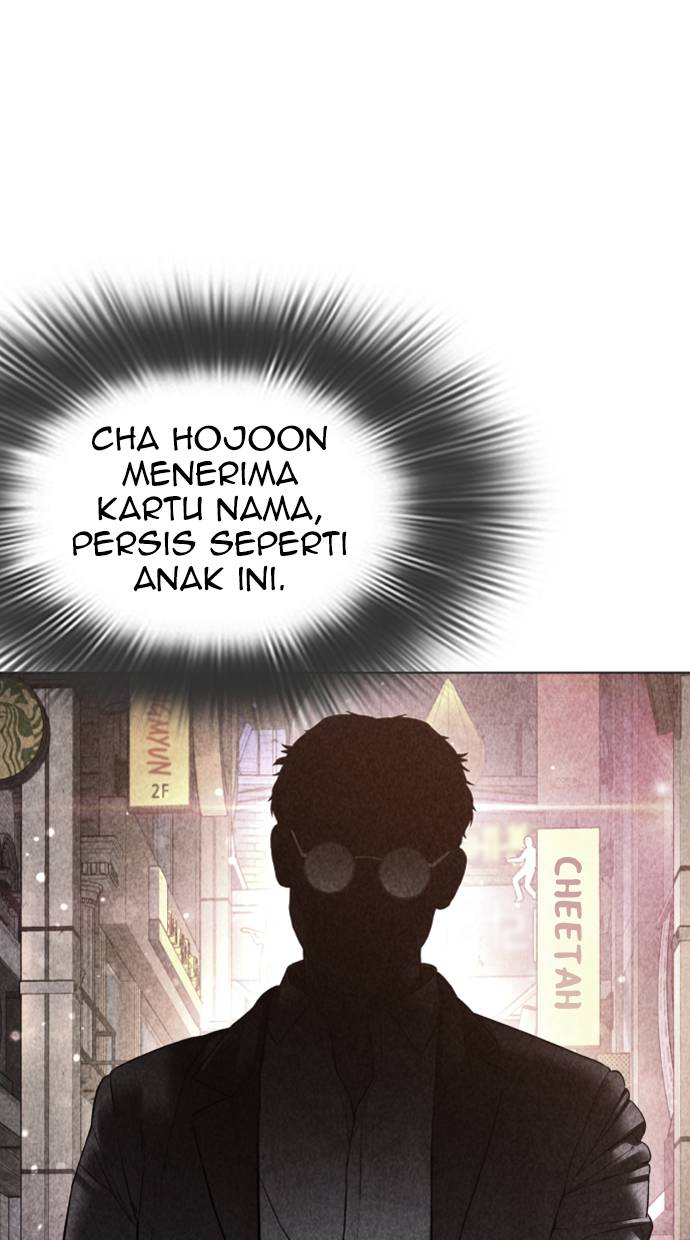 CHA HOJOON
MENERIMA
KARTU NAMA,
PERSIS SEPERTI
ANAK INI.
2F
CHEETAH